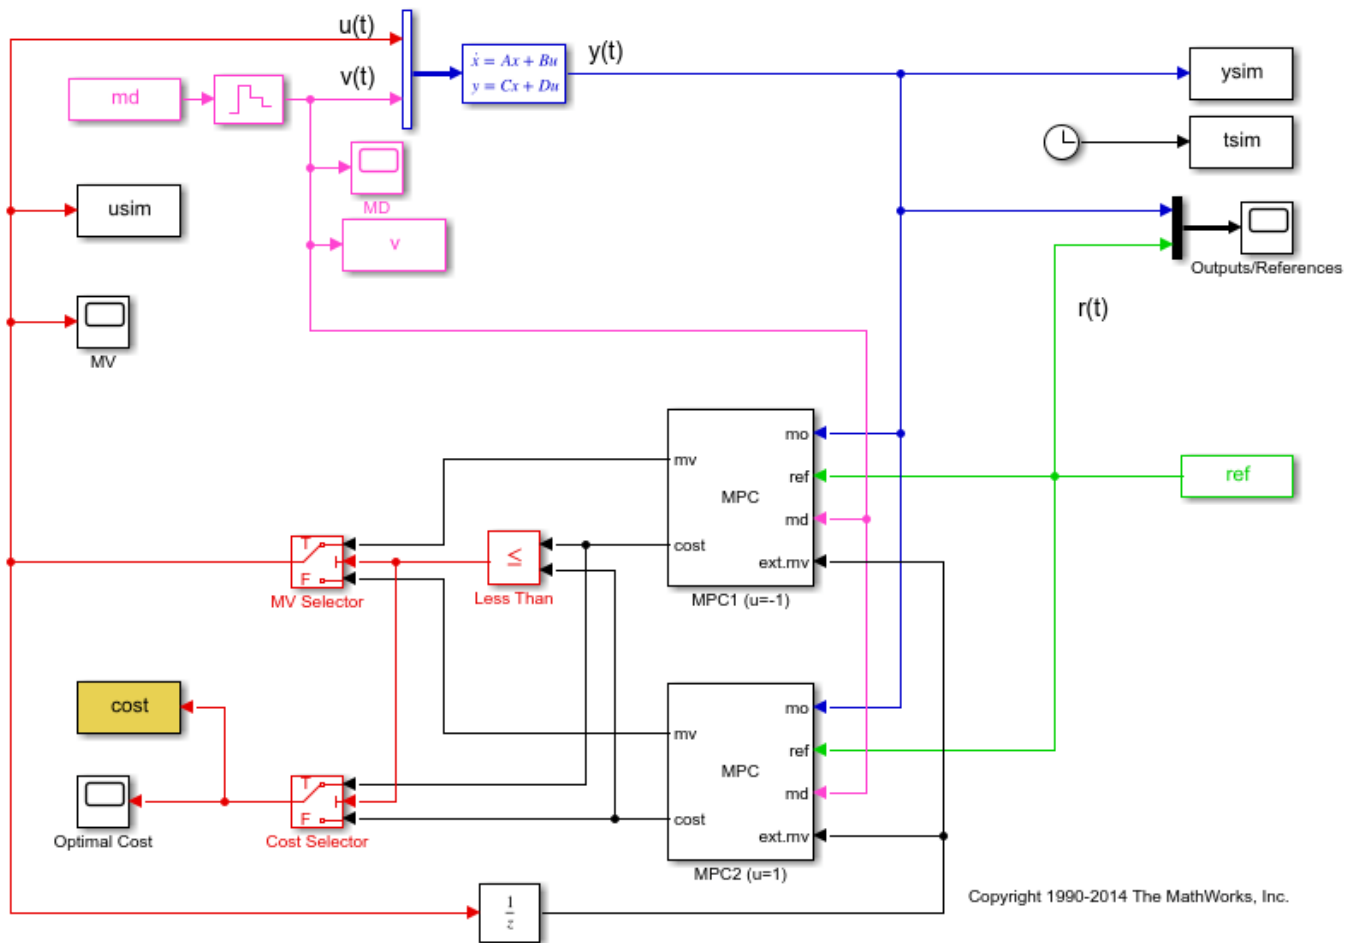 u(t)
ẋ = Ax + Bu
y = Cx + Du
y(t)
ysim
md
v(t)
tsim
MD
usim
v
Outputs/References
r(t)
MV
mo
mv
ref
MPC
md
cost
ext.mv
MPC1 (u=-1)
ref
T
F
MV Selector
≤
Less Than
cost
mo
mv
ref
MPC
md
cost
ext.mv
MPC2 (u=1)
T
F
Cost Selector
Optimal Cost
1
z
Copyright 1990-2014 The MathWorks, Inc.